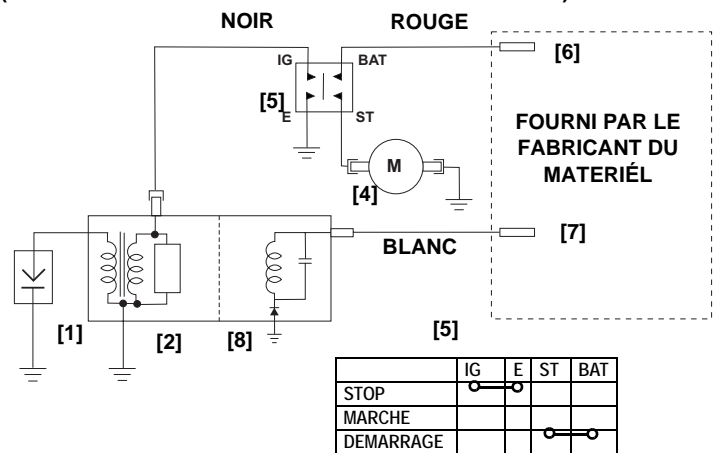 NOIR
ROUGE
IG
BAT
[6]
[5]
E
ST
FOURNI PAR LE
FABRICANT DU
MATERIÉL
M
[4]
BLANC
[7]
[1]
[2]
[8]
[5]
IG E ST BAT
STOP
MARCHE
DEMARRAGE